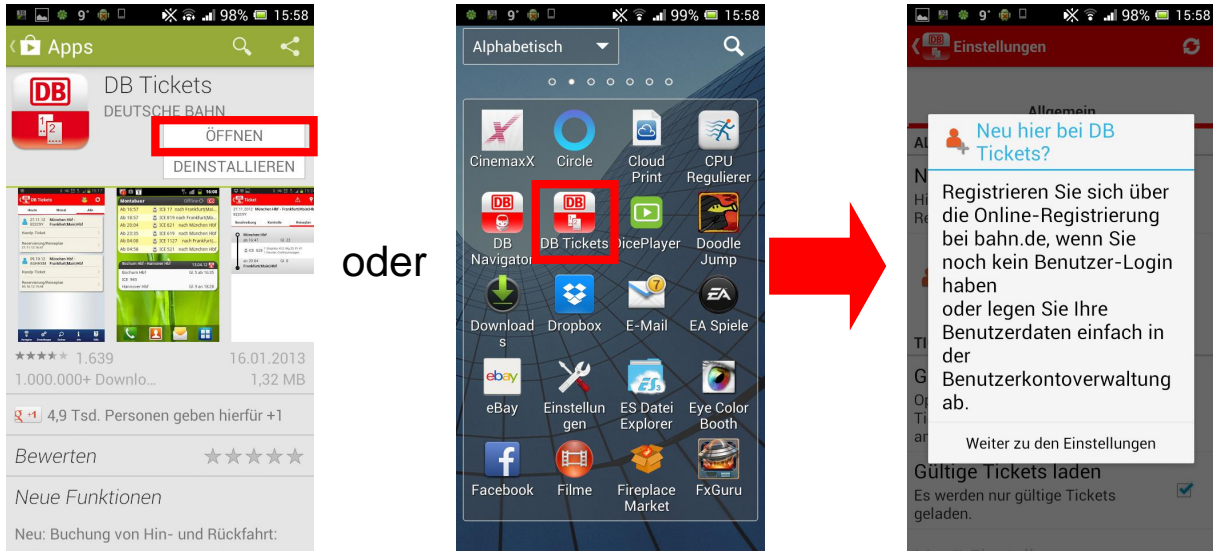 9° 98% 15:58
Apps
DB
DB Tickets
DEUTSCHE BAHN
ÖFFNEN
DEINSTALLIEREN
DB Tickets
Montabaur
Ticket
1.639 16.01.2013
1.000.000+ Downlo... 1,32 MB
+1 4,9 Tsd. Personen geben hierfür +1
Bewerten
Neue Funktionen
Neu: Buchung von Hin- und Rückfahrt:
oder
9° 99% 15:58
Alphabetisch
CinemaxX Circle Cloud CPU
Print Regulierer
DB DB
DB DB Tickets DicePlayer Doodle
Navigator Jump
7
EA
Download Dropbox E-Mail EA Spiele
s
ebay
eBay Einstellun ES Datei Eye Color
gen Explorer Booth
Facebook Filme Fireplace FxGuru
Market
9° 98% 15:58
DB Einstellungen
Allgemein
Neu hier bei DB
Tickets?
Registrieren Sie sich über
die Online-Registrierung
bei bahn.de, wenn Sie
noch kein Benutzer-Login
haben
oder legen Sie Ihre
Benutzerdaten einfach in
der
Benutzerkontoverwaltung
ab.
Weiter zu den Einstellungen
Gültige Tickets laden
Es werden nur gültige Tickets
geladen.